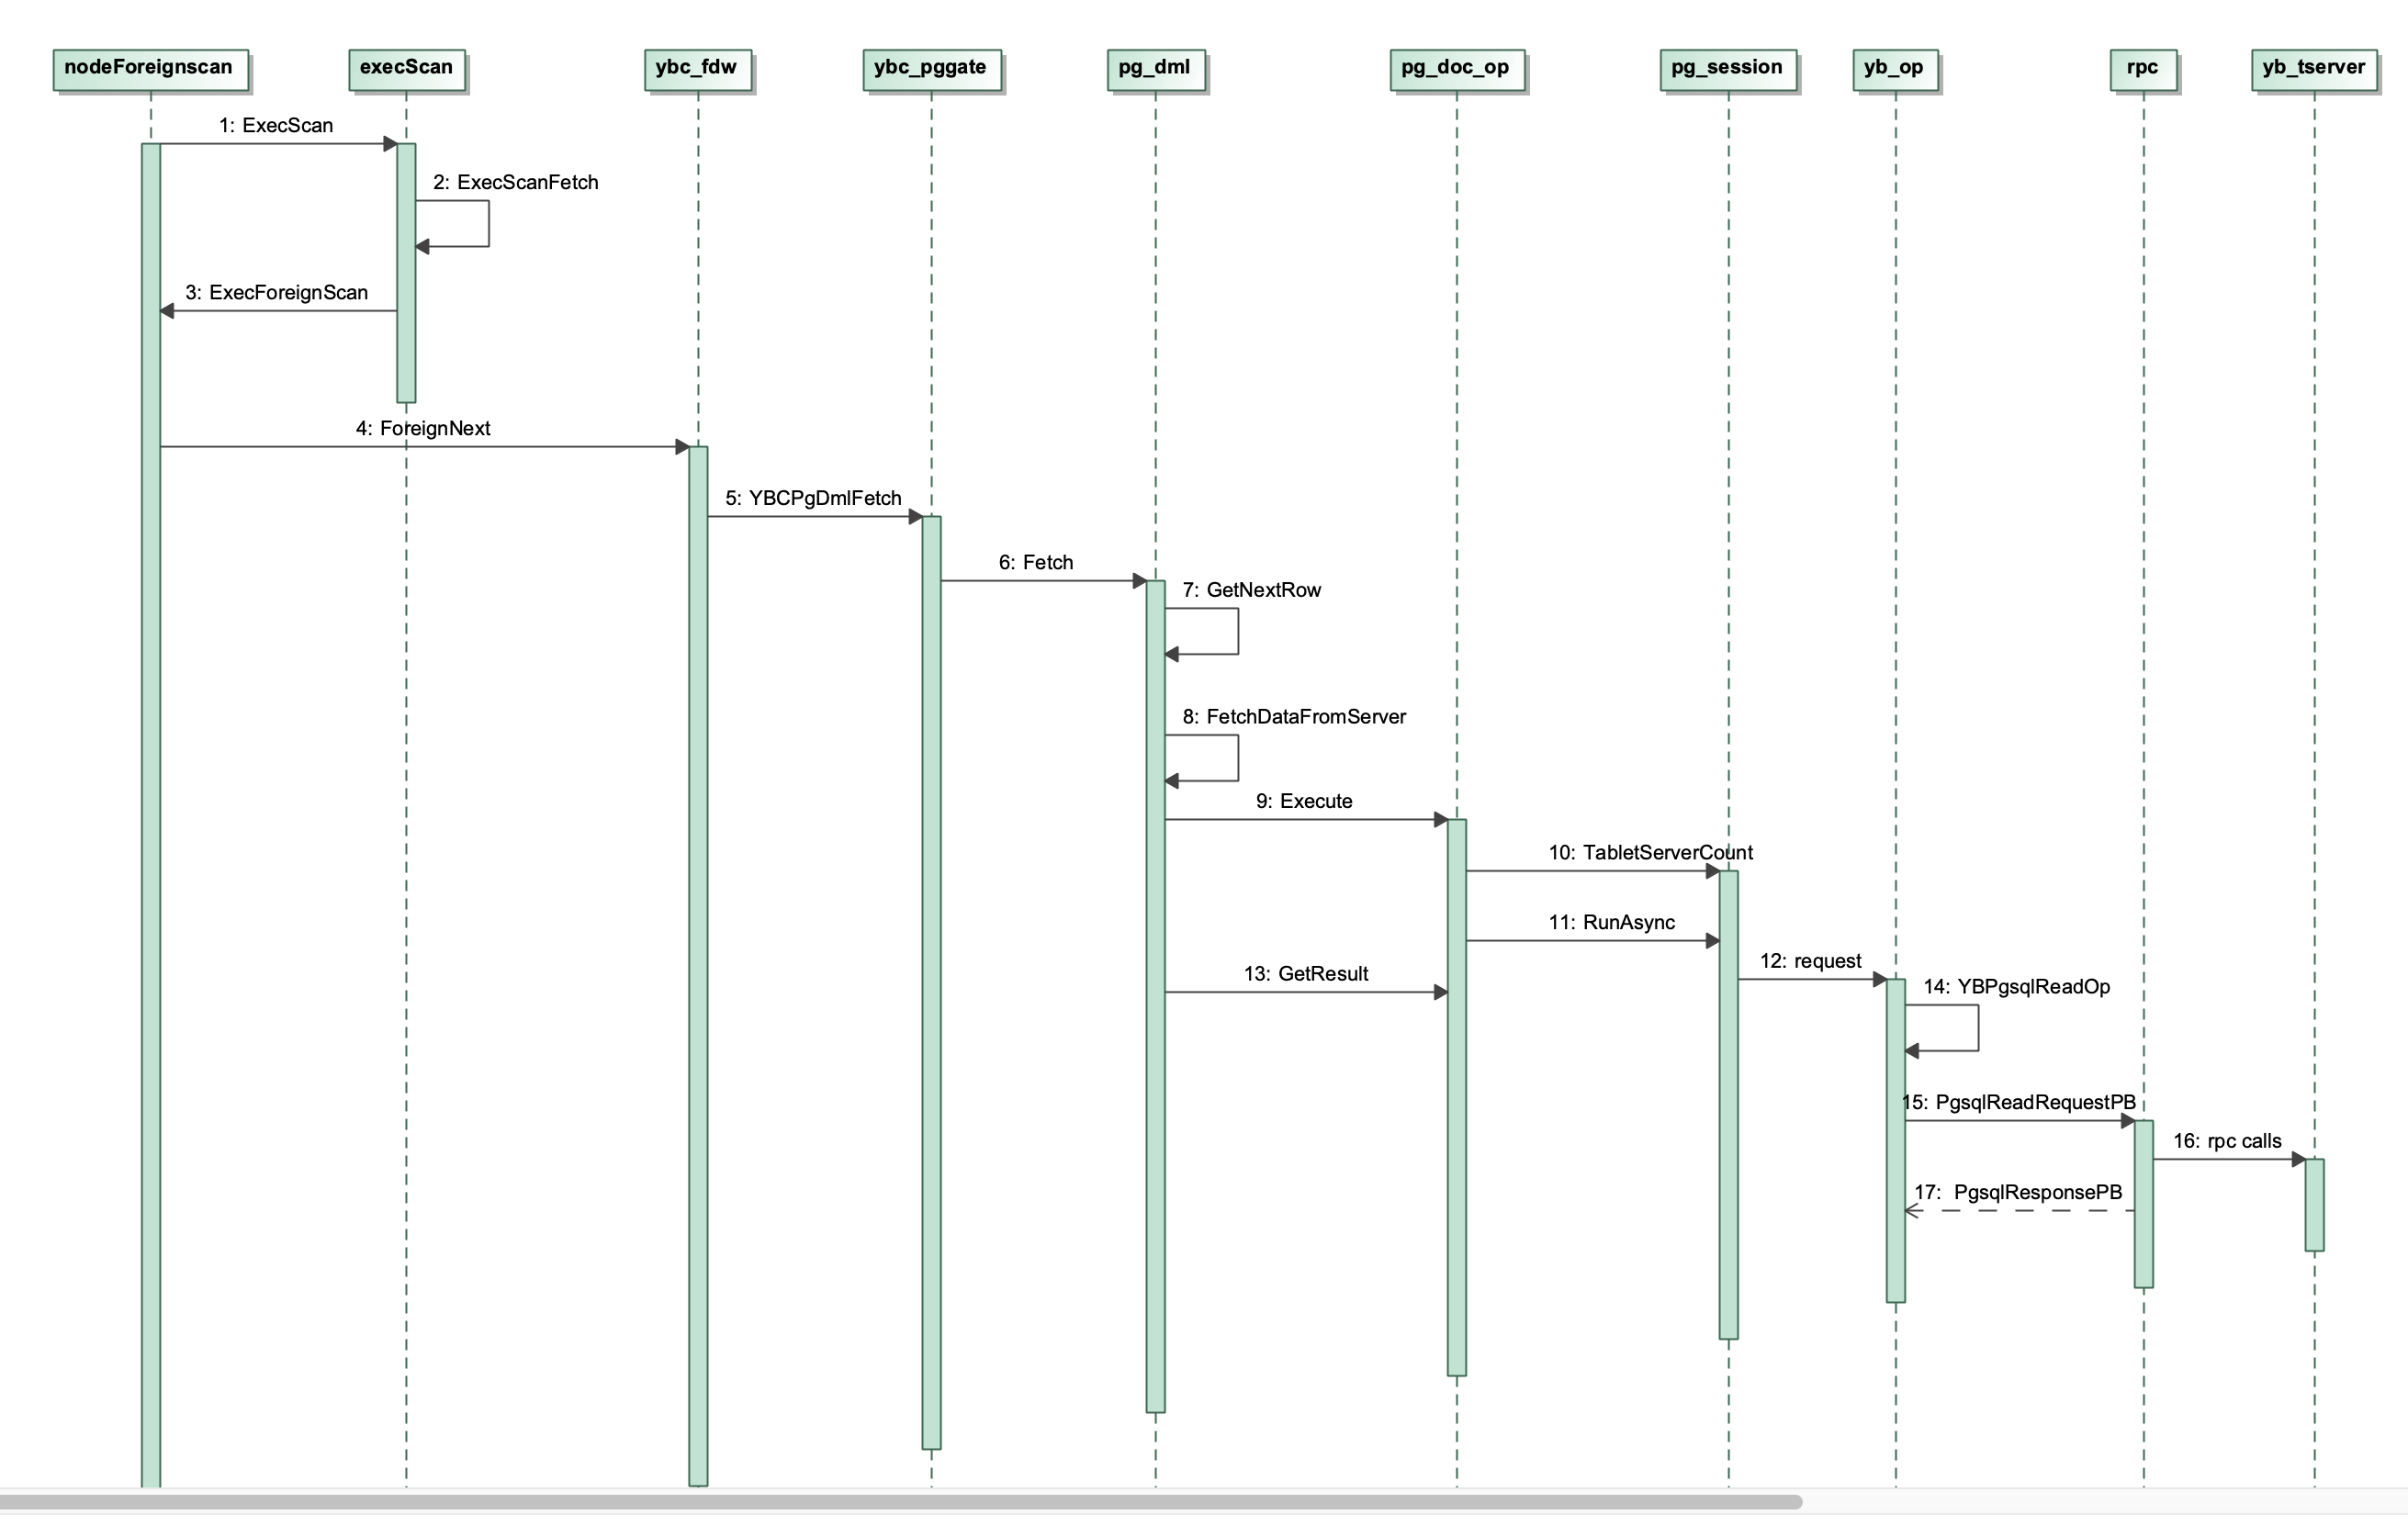 nodeForeignscan
execScan
ybc_fdw
ybc_pggate
pg_dml
pg_doc_op
pg_session
yb_op
rpc
yb_tserver
1: ExecScan
2: ExecScanFetch
3: ExecForeignScan
4: ForeignNext
5: YBCPgDmlFetch
6: Fetch
7: GetNextRow
8: FetchDataFromServer
9: Execute
10: TabletServerCount
11: RunAsync
12: request
13: GetResult
14: YBPgsqlReadOp
15: PgsqlReadRequestPB
16: rpc calls
17: PgsqlResponsePB